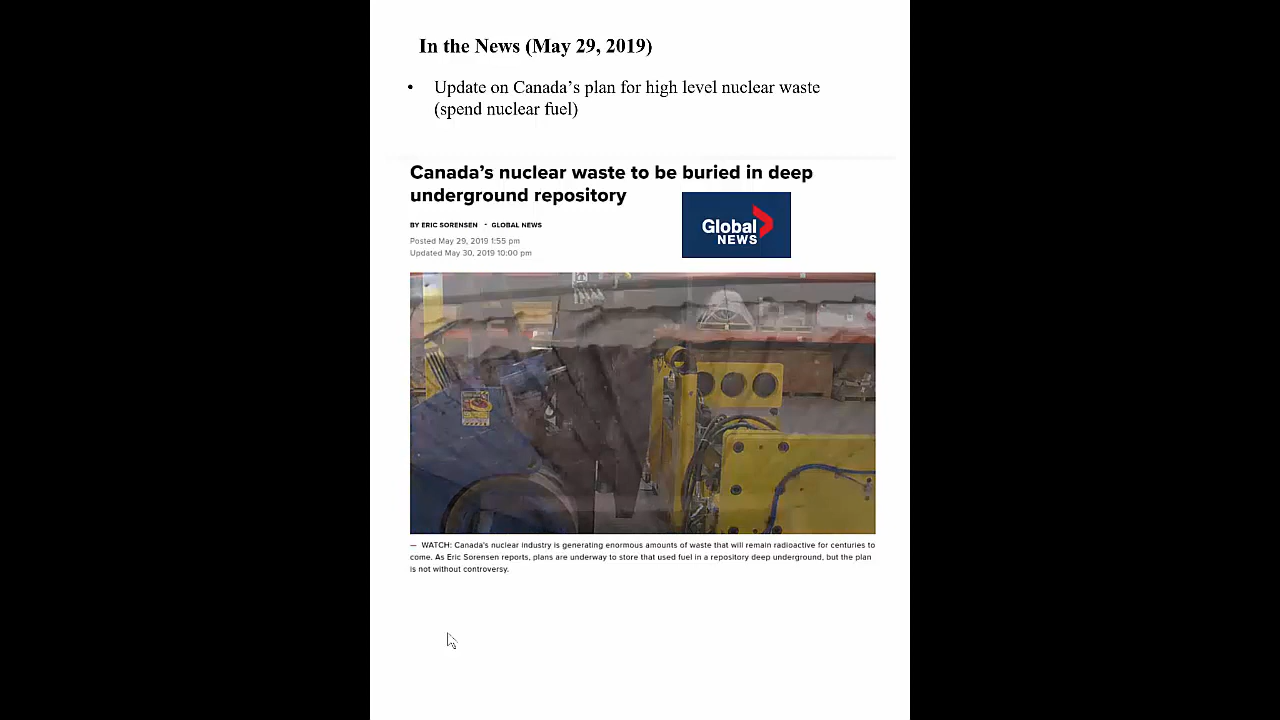 In the News (May 29, 2019)
• Update on Canada's plan for high level nuclear waste
(spend nuclear fuel)
Canada's nuclear waste to be buried in deep
underground repository
BY ERIC SORENSEN - GLOBAL NEWS
Posted May 29, 2019 1:55 pm
Updated May 30, 2019 10:00 pm
Global
NEWS
— WATCH: Canada's nuclear industry is generating enormous amounts of waste that will remain radioactive for centuries to
come. As Eric Sorensen reports, plans are underway to store that used fuel in a repository deep underground, but the plan
is not without controversy.